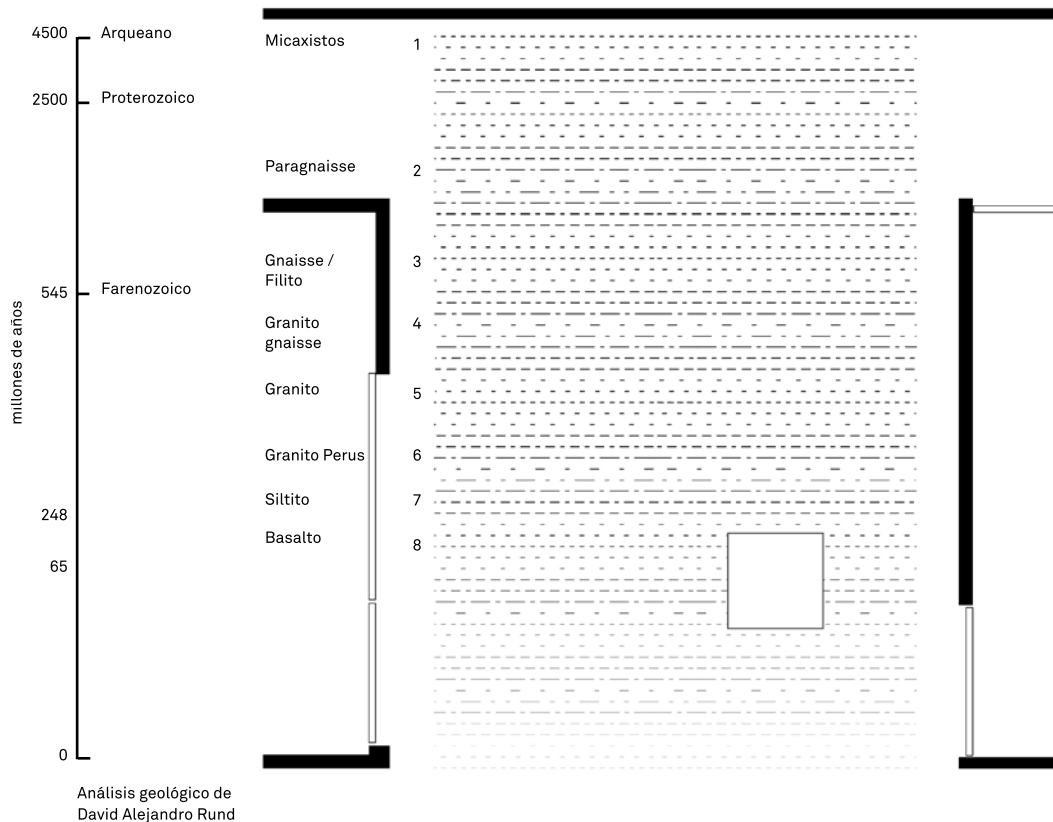 4500 Arqueano
2500 Proterozoico
545 Farenozoico
248
65
0
millones de años
Micaxistos 1
Paragnaisse 2
Gnaisse / 3
Filito
Granito 4
gnaisse
Granito 5
Granito Perus 6
Siltito 7
Basalto 8
Análisis geológico de
David Alejandro Rund